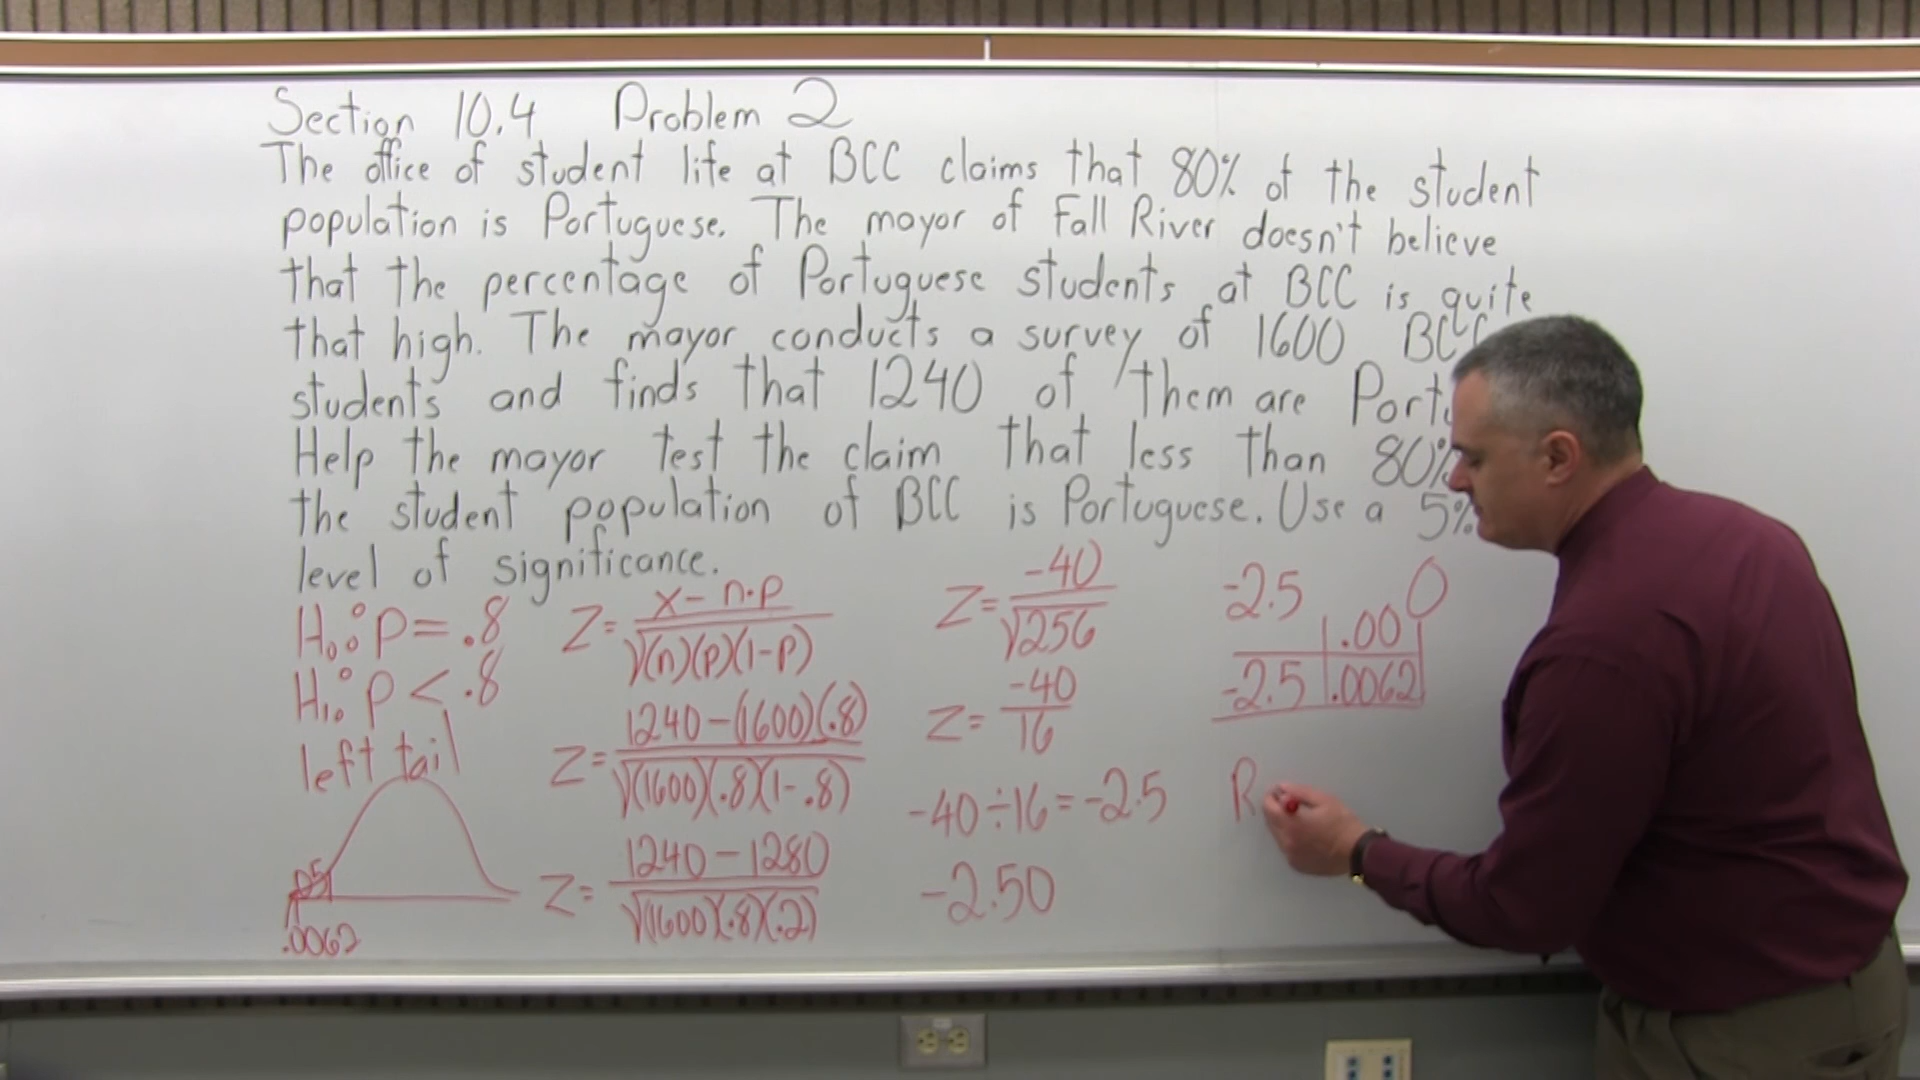 Section 10.4 Problem 2
The office of student life at BCC claims that 80% of the student
population is Portuguese. The mayor of Fall River doesn't believe
that the percentage of Portuguese students at BCC is quite
that high. The mayor conducts a survey of 1600 BCC
students and finds that 1240 of them are
Help the mayor test the claim that less than 80%
the student population of BCC is Portuguese. Use a 5%
level of significance.
H₀: p = .8
H₁: p < .8
left tail
.05
.0062
Z = x - n·p / √(n)(p)(1-p)
Z = 1240 - (1600)(.8) / √(1600)(.8)(1-.8)
Z = 1240 - 1280 / √(1600)(.8)(.2)
Z = -40 / √256
Z = -40 / 16
-40 ÷ 16 = -2.5
-2.50
-2.5 0
.00
-2.5 .0062
R